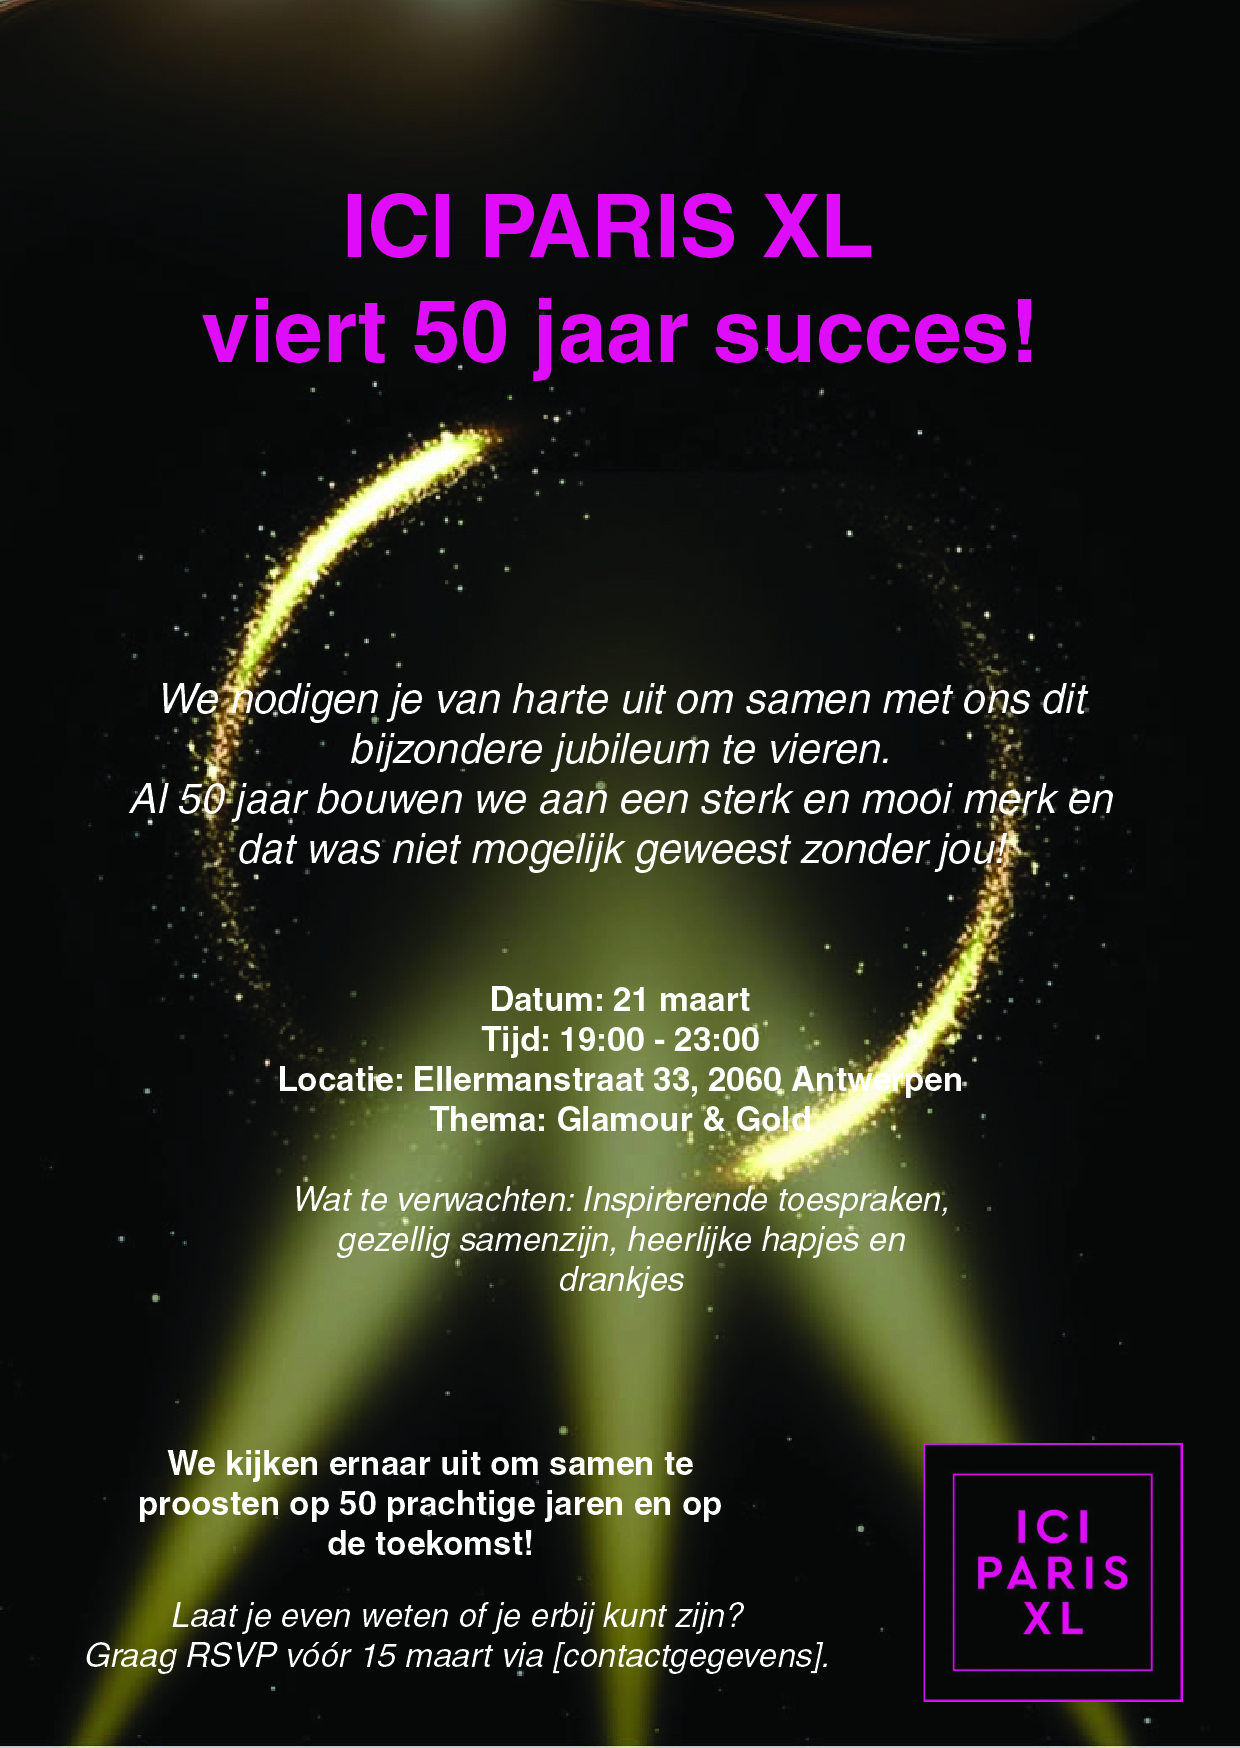 ICI PARIS XL
viert 50 jaar succes!
We nodigen je van harte uit om samen met ons dit
bijzondere jubileum te vieren.
Al 50 jaar bouwen we aan een sterk en mooi merk en
dat was niet mogelijk geweest zonder jou!
Datum: 21 maart
Tijd: 19:00 - 23:00
Locatie: Ellermanstraat 33, 2060 Antwerpen
Thema: Glamour & Gold
Wat te verwachten: Inspirerende toespraken,
gezellig samenzijn, heerlijke hapjes en
drankjes
We kijken ernaar uit om samen te
proosten op 50 prachtige jaren en op
de toekomst!
Laat je even weten of je erbij kunt zijn?
Graag RSVP vóór 15 maart via [contactgegevens].
ICI
PARIS
XL